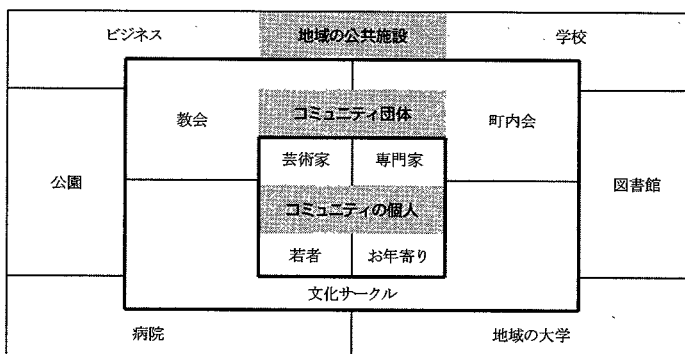 ビジネス 地域の公共施設 学校
教会 コミュニティ団体 町内会
芸術家 専門家
公園 図書館
コミュニティの個人
若者 お年寄り
文化サークル
病院 地域の大学